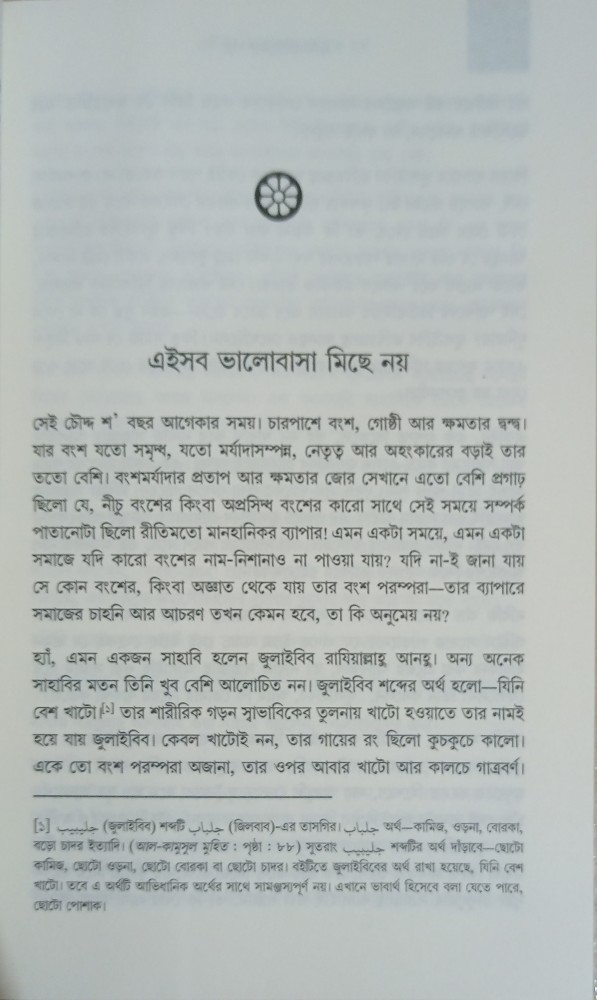 এইসব ভালোবাসা মিছে নয়
সেই চৌদ্দ শ' বছর আগেকার সময়। চারপাশে বংশ, গোষ্ঠী আর ক্ষমতার দ্বন্দ্ব।
যার বংশ যতো সমৃদ্ধ, যতো মর্যাদাসম্পন্ন, নেতৃত্ব আর অহংকারের বড়াই তার
ততো বেশি। বংশমর্যাদার প্রতাপ আর ক্ষমতার জোর সেখানে এতো বেশি প্রগাঢ়
ছিলো যে, নীচু বংশের কিংবা অপ্রসিদ্ধ বংশের কারো সাথে সেই সময়ে সম্পর্ক
পাতানোটা ছিলো রীতিমতো মানহানিকর ব্যাপার! এমন একটা সময়ে, এমন একটা
সমাজে যদি কারো বংশের নাম-নিশানাও না পাওয়া যায়? যদি না-ই জানা যায়
সে কোন বংশের, কিংবা অজ্ঞাত থেকে যায় তার বংশ পরম্পরা—তার ব্যাপারে
সমাজের চাহনি আর আচরণ তখন কেমন হবে, তা কি অনুমেয় নয়?
হ্যাঁ, এমন একজন সাহাবি হলেন জুলাইবিব রাযিয়াল্লাহু আনহু। অন্য অনেক
সাহাবির মতন তিনি খুব বেশি আলোচিত নন। জুলাইবিব শব্দের অর্থ হলো—যিনি
বেশ খাটো।[১] তার শারীরিক গড়ন স্বাভাবিকের তুলনায় খাটো হওয়াতে তার নামই
হয়ে যায় জুলাইবিব। কেবল খাটোই নন, তার গায়ের রং ছিলো কুচকুচে কালো।
একে তো বংশ পরম্পরা অজানা, তার ওপর আবার খাটো আর কালচে গাত্রবর্ণ।
[১] جليبيب (জুলাইবিব) শব্দটি جلباب (জিলবাব)-এর তাসগির। جلباب অর্থ—কামিজ, ওড়না, বোরকা,
বড়ো চাদর ইত্যাদি। (আল-কামুসুল মুহিত : পৃষ্ঠা : ৮৮) সুতরাং جليبيب শব্দটির অর্থ দাঁড়াবে—ছোটো
কামিজ, ছোটো ওড়না, ছোটো বোরকা বা ছোটো চাদর। বইটিতে জুলাইবিবের অর্থ রাখা হয়েছে, যিনি বেশ
খাটো। তবে এ অর্থটি আভিধানিক অর্থের সাথে সামঞ্জস্যপূর্ণ নয়। এখানে ভাবার্থ হিসেবে বলা যেতে পারে,
ছোটো পোশাক।